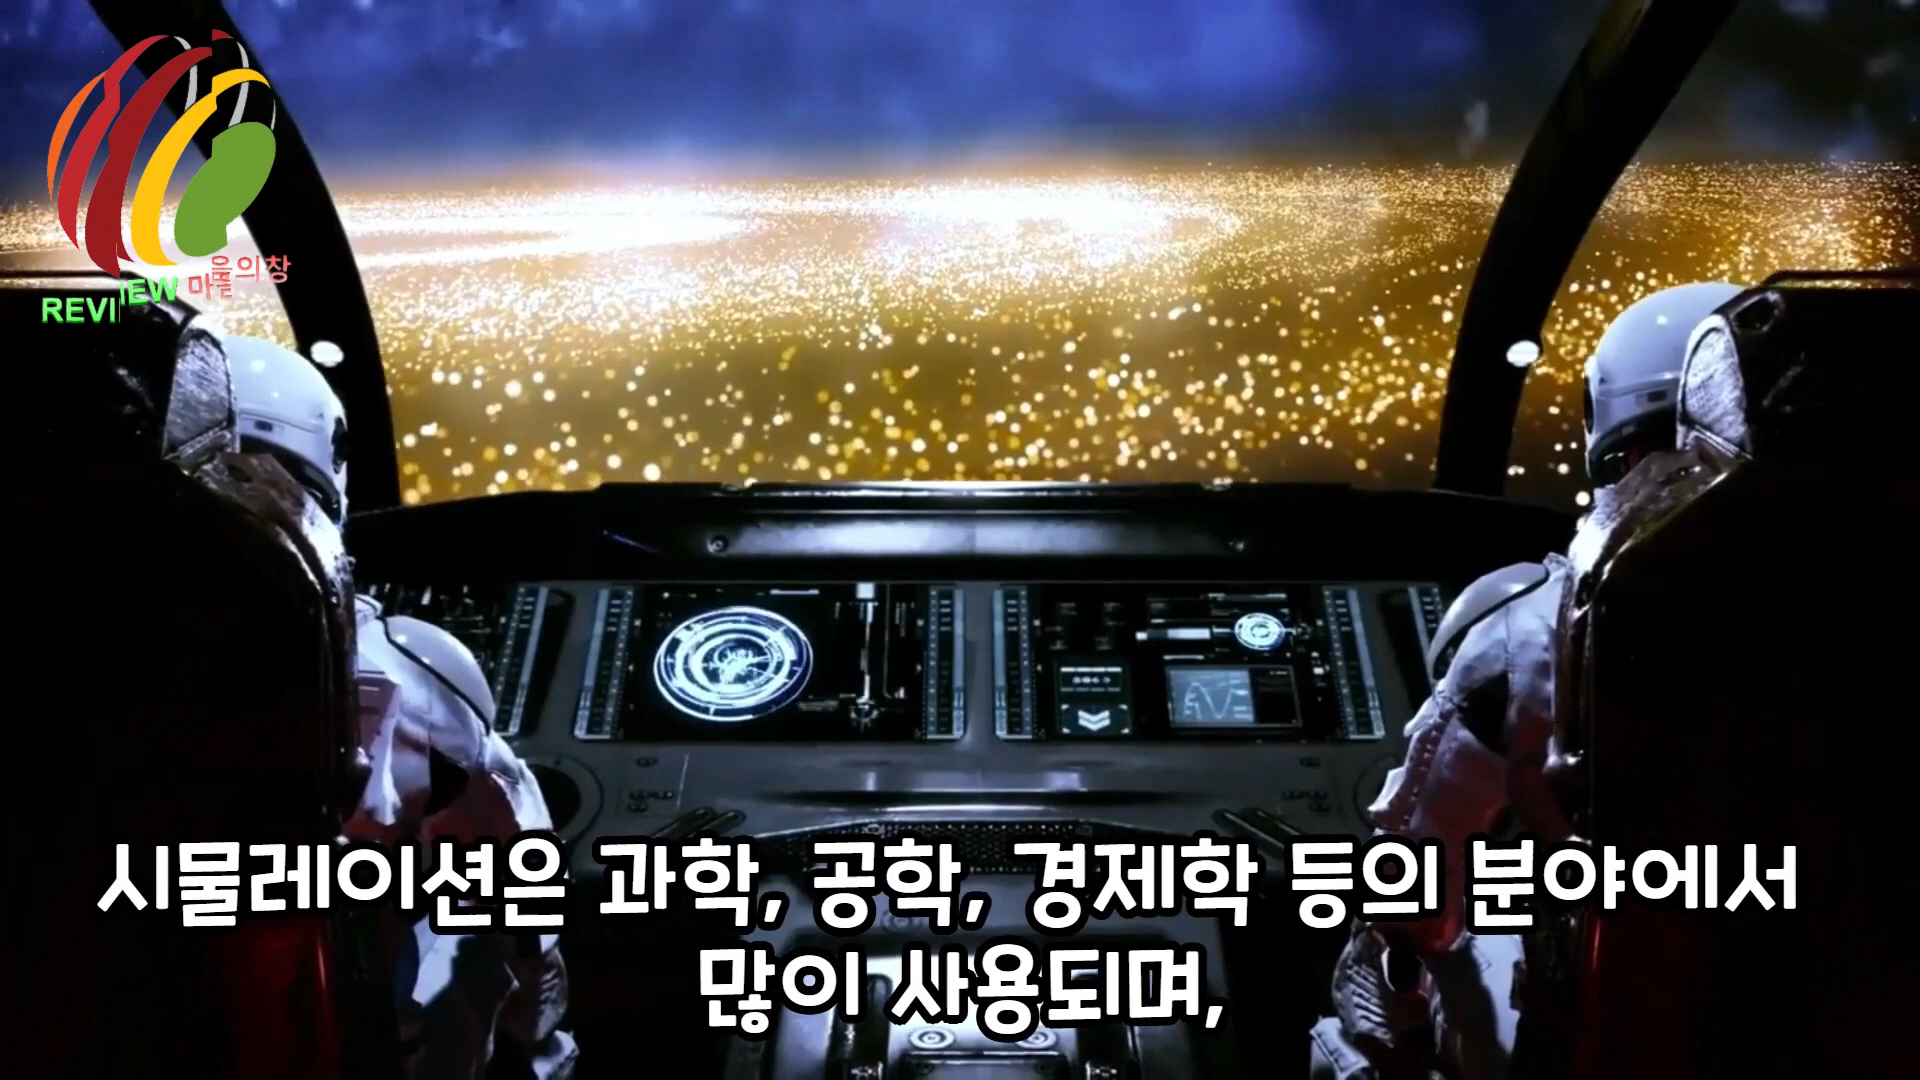 REVIEW 마을의창
시뮬레이션은 과학, 공학, 경제학 등의 분야에서
많이 사용되며,